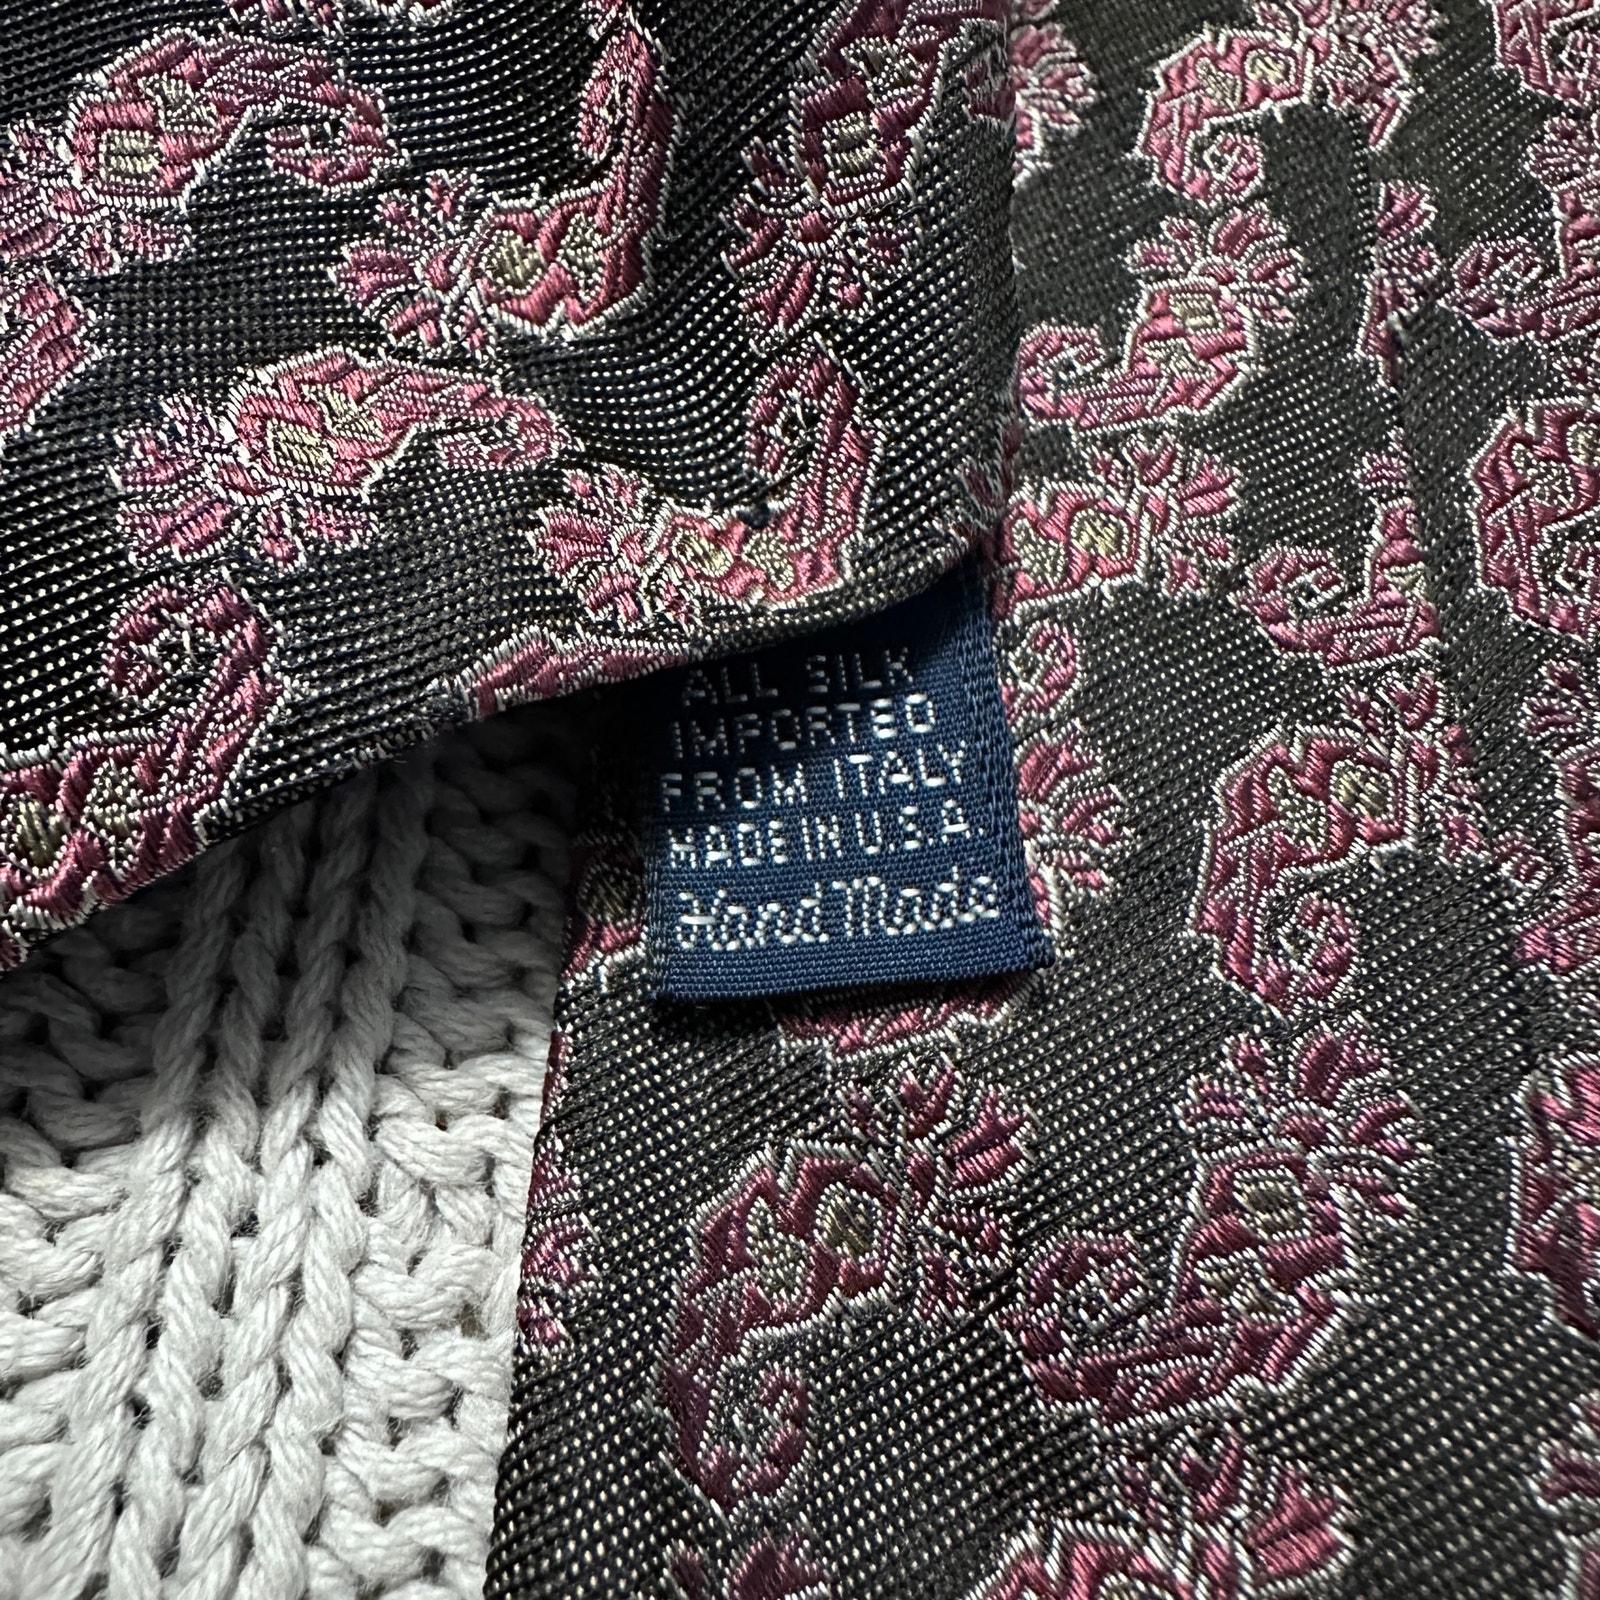 ALL SILK
IMPORTED
FROM ITALY
MADE IN U.S.A.
Hand Made